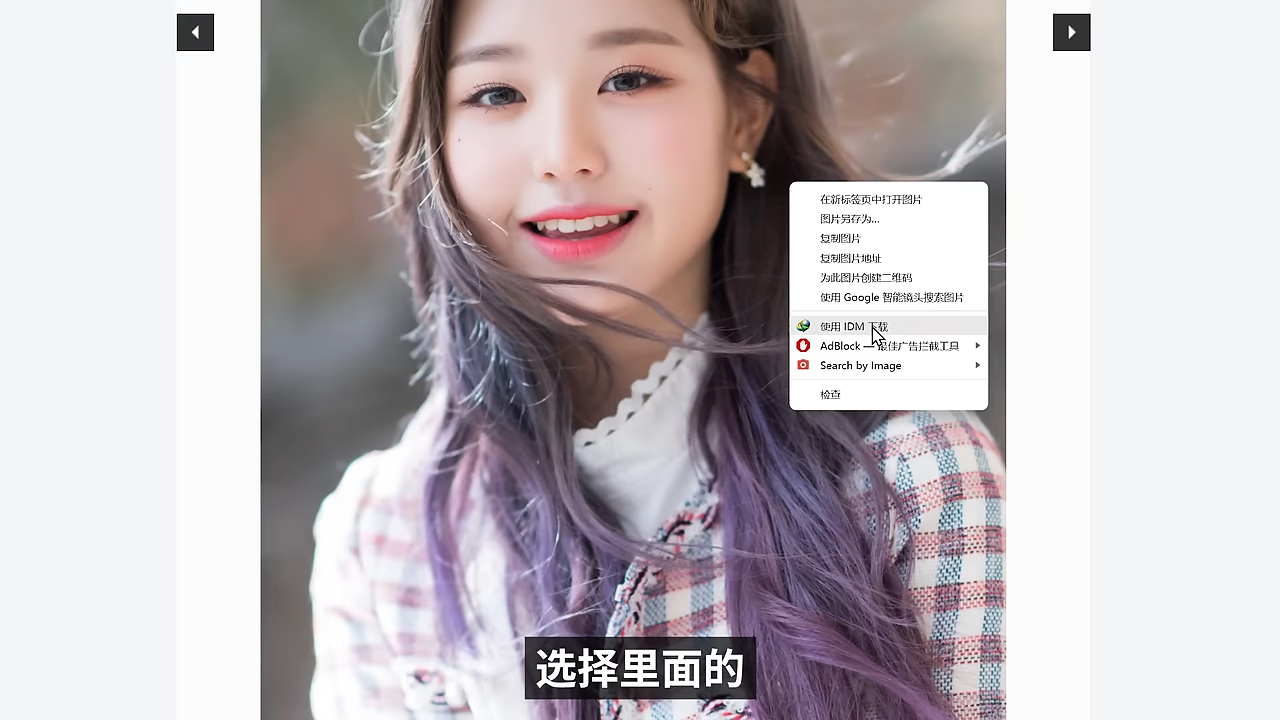 在新标签页中打开图片
图片另存为...
复制图片
复制图片地址
为此图片创建二维码
使用 Google 智能镜头搜索图片
使用 IDM 下载
AdBlock — 最佳广告拦截工具
Search by Image
检查
选择里面的